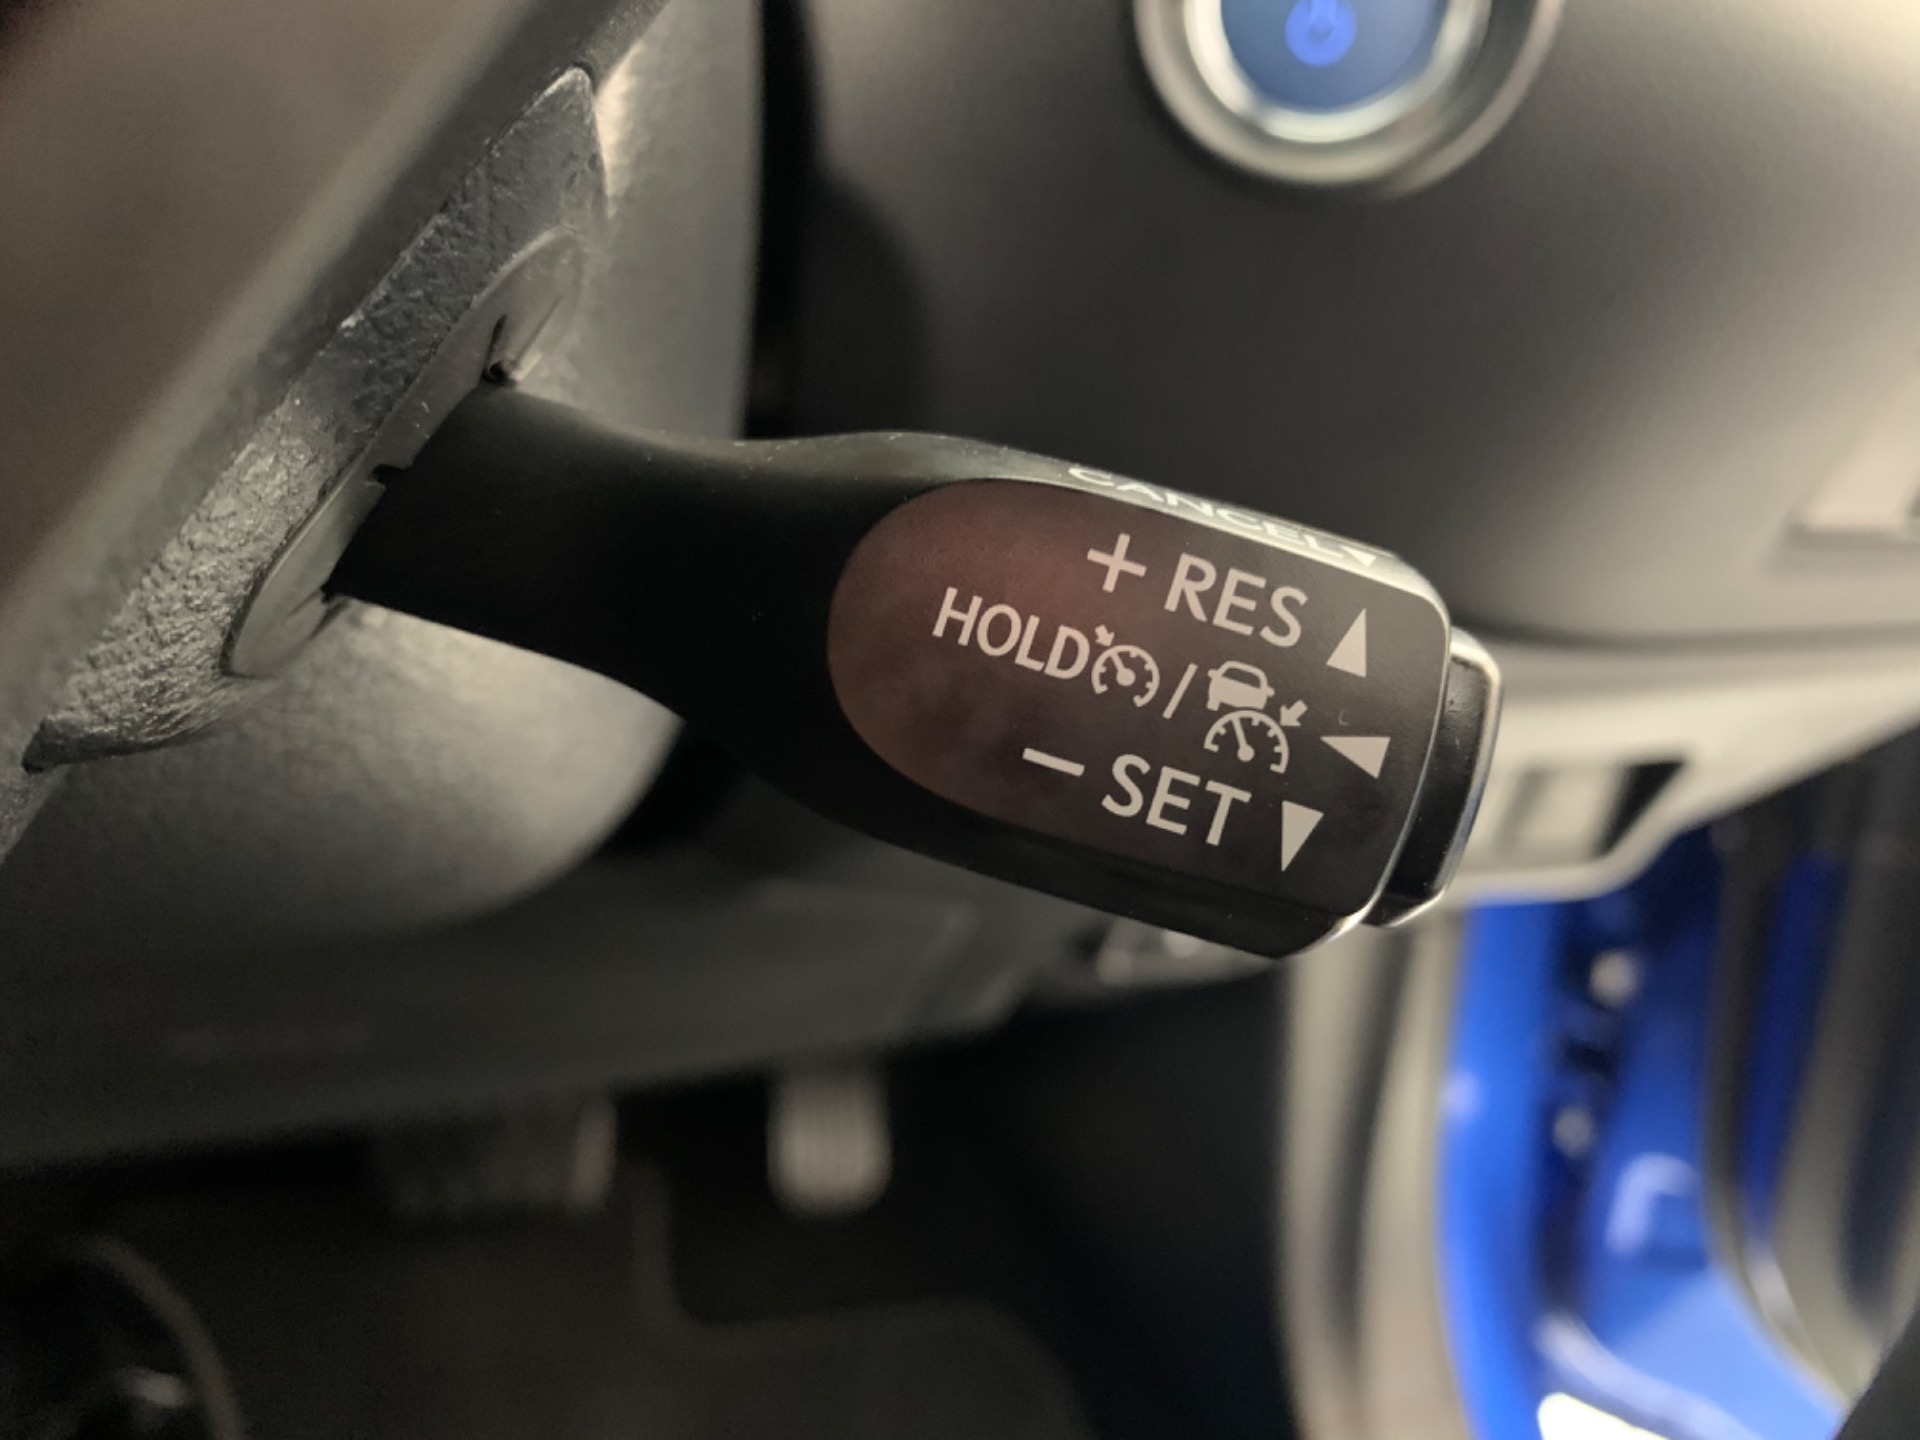 CANCEL
+ RES
HOLD /
− SET